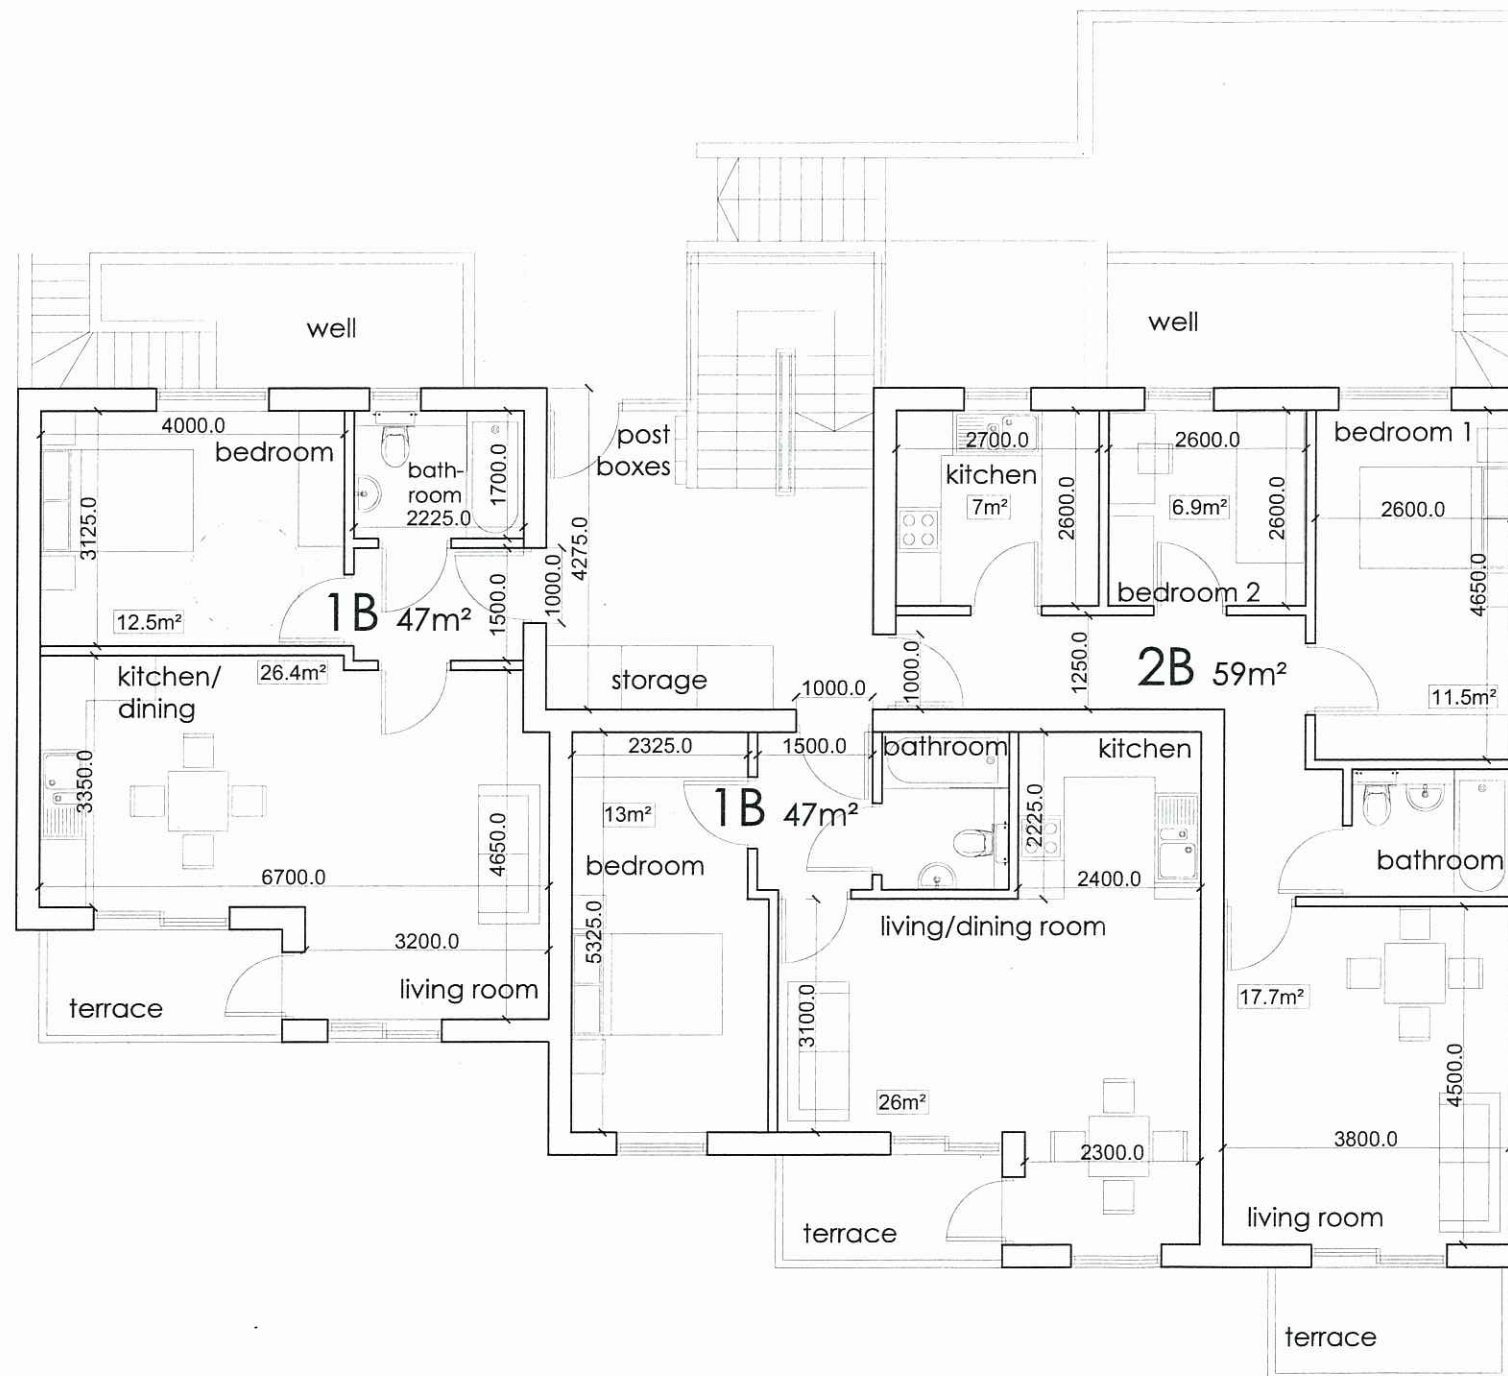 well
well
4000.0
bedroom
3125.0
12.5m²
bath-
room
1700.0
2225.0
1500.0
1000.0
4275.0
1B 47m²
post
boxes
storage
2700.0
kitchen
7m²
2600.0
2600.0
6.9m²
2600.0
bedroom 2
bedroom 1
2600.0
4650.0
11.5m²
1000.0
1250.0
2B 59m²
1000.0
kitchen/
dining
26.4m²
3350.0
6700.0
4650.0
3200.0
living room
terrace
2325.0
1500.0
13m²
1B 47m²
bedroom
5325.0
bathroom
kitchen
2225.0
2400.0
living/dining room
3100.0
26m²
2300.0
terrace
bathroom
17.7m²
4500.0
3800.0
living room
terrace